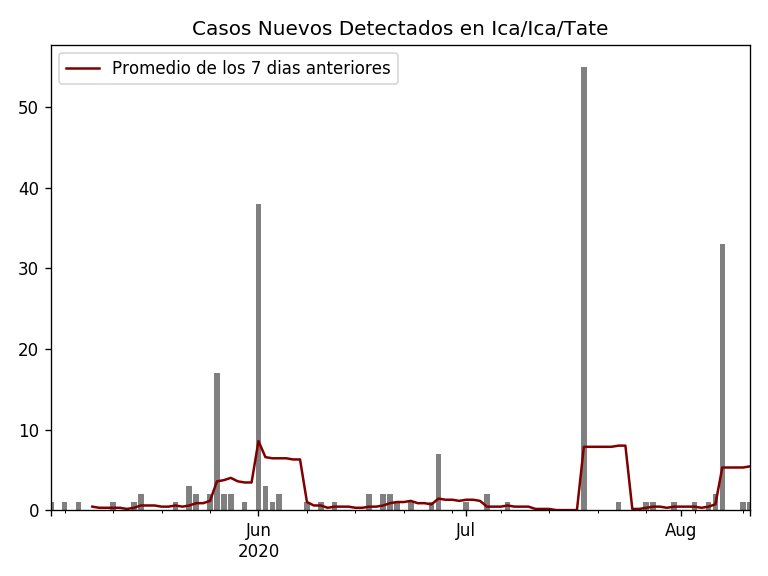 Casos Nuevos Detectados en Ica/Ica/Tate
Promedio de los 7 dias anteriores
50
40
30
20
10
0
Jun
2020
Jul
Aug